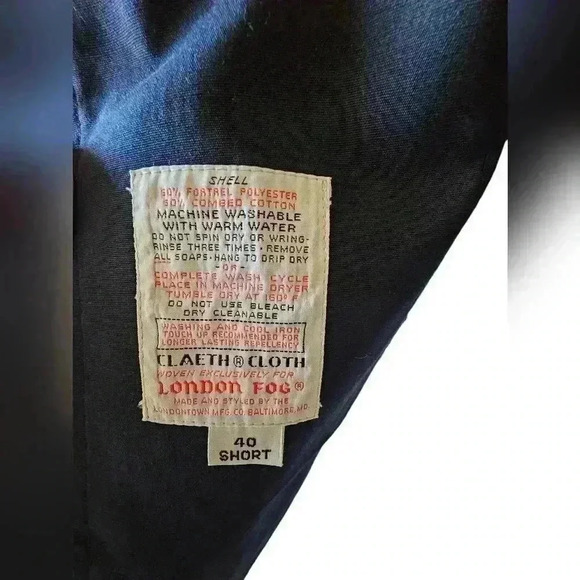 SHELL
50% FORTREL POLYESTER
50% COMBED COTTON
MACHINE WASHABLE
WITH WARM WATER
DO NOT SPIN DRY OR WRING-
RINSE THREE TIMES - REMOVE
ALL SOAPS-HANG TO DRIP DRY
-OR-
COMPLETE WASH CYCLE
PLACE IN MACHINE DRYER
TUMBLE DRY AT 160° F
DO NOT USE BLEACH
DRY CLEANABLE
WASHING AND COOL IRON
TOUCH UP RECOMMENDED FOR
LONGER LASTING REPELLENCY
CLAETH ® CLOTH
WOVEN EXCLUSIVELY FOR
LONDON FOG®
MADE AND STYLED BY THE
LONDONTOWN MFG. CO. BALTIMORE, MD.
40
SHORT